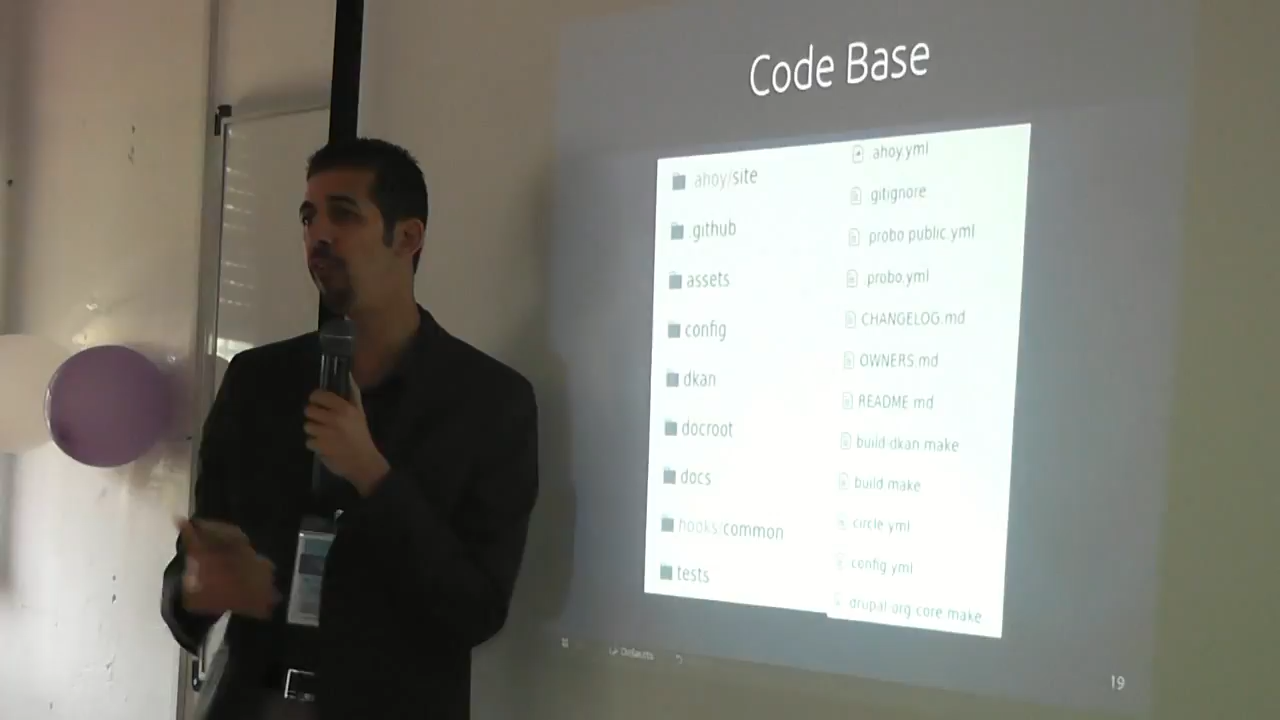 Code Base
ahoy/site
.github
assets
config
dkan
docroot
docs
hooks/common
tests
ahoy.yml
gitignore
probo public.yml
probo.yml
CHANGELOG.md
OWNERS.md
README md
build dkan make
build make
circle yml
config yml
drupal org core make
Defaults
19